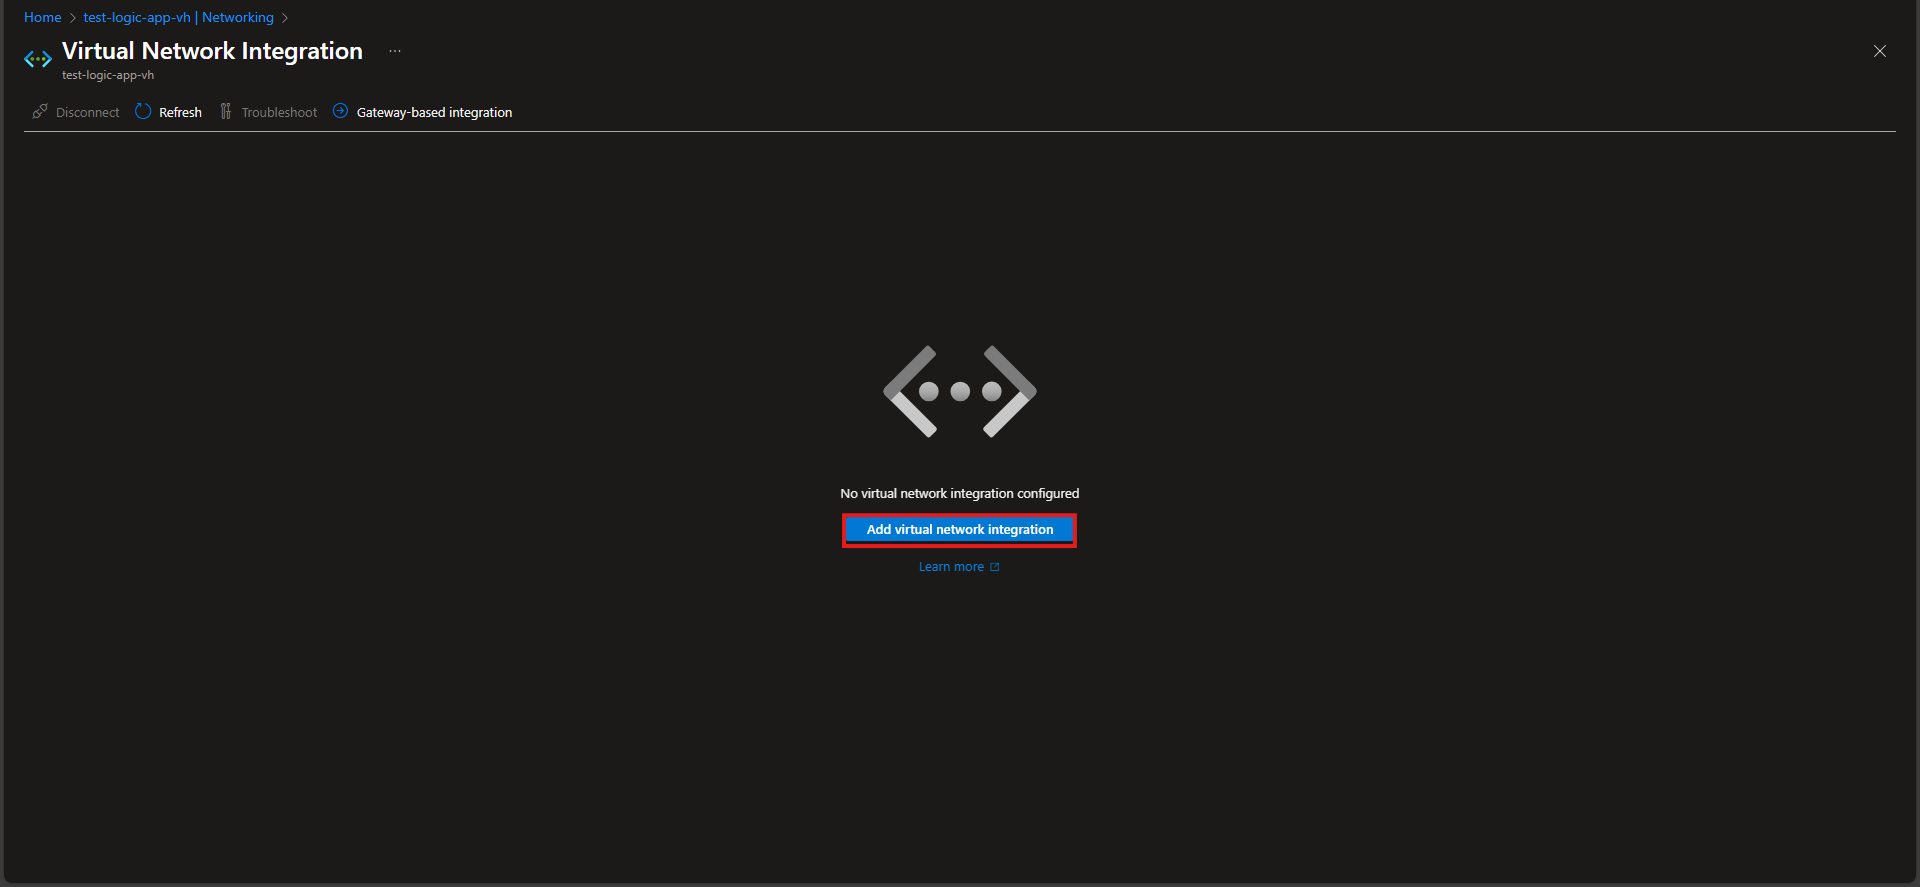 Home > test-logic-app-vh | Networking >
Virtual Network Integration ...
test-logic-app-vh
Disconnect Refresh Troubleshoot Gateway-based integration
No virtual network integration configured
Add virtual network integration
Learn more